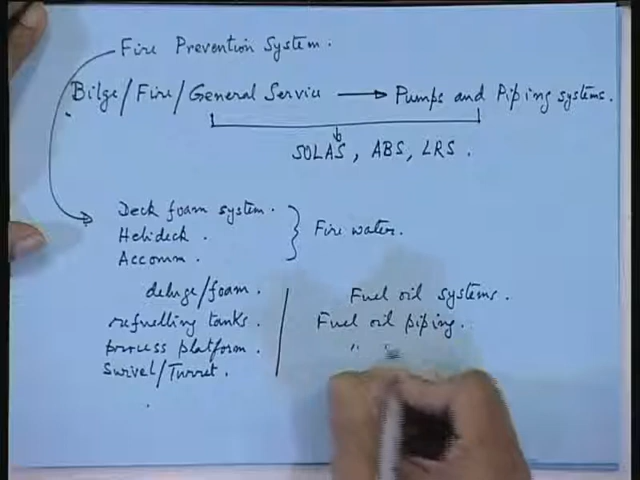 Fire Prevention System.
Bilge/Fire/General Service → Pumps and Piping systems.
SOLAS, ABS, LRS.
Deck foam system.
Helideck. } Fire water.
Accomm.
deluge/foam. Fuel oil systems.
refuelling tanks. Fuel oil piping.
process platform. " "
Swivel/Turret.